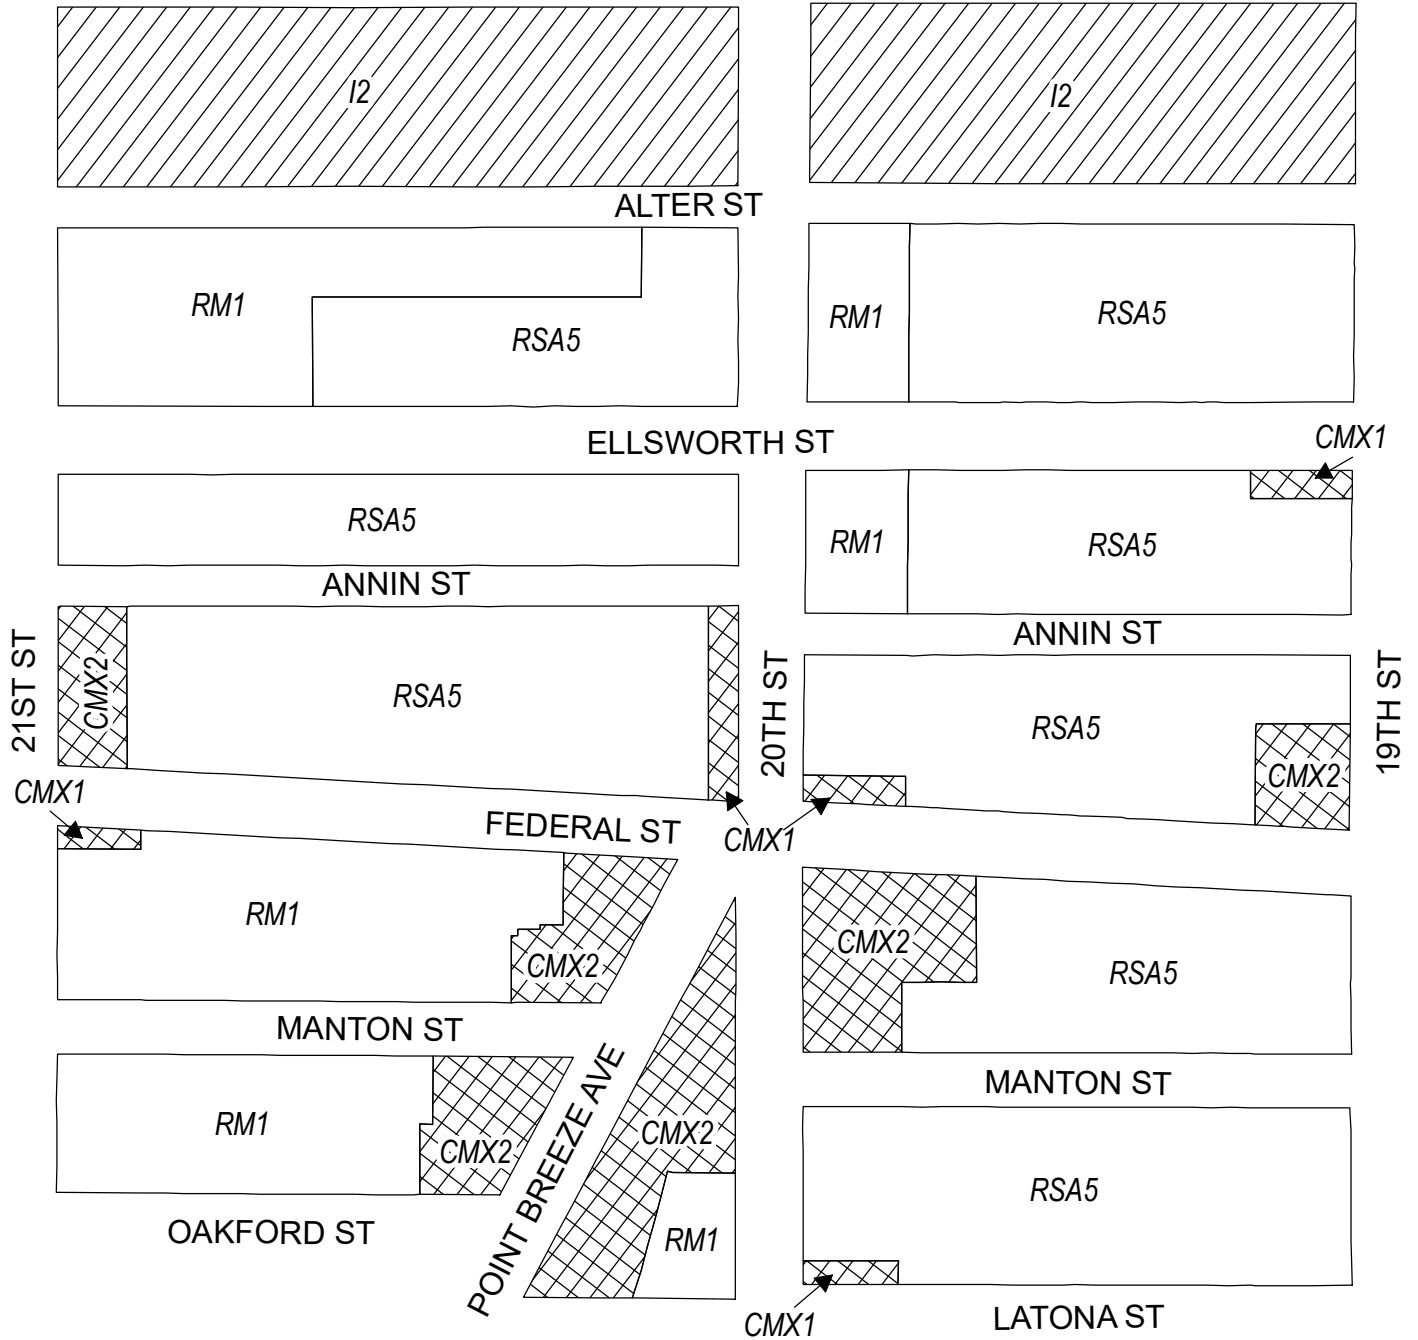 I2
I2
ALTER ST
RM1
RSA5
RM1
RSA5
ELLSWORTH ST
CMX1
RSA5
RM1
RSA5
ANNIN ST
ANNIN ST
21ST ST
CMX2
RSA5
20TH ST
RSA5
CMX2
19TH ST
CMX1
FEDERAL ST
CMX1
RM1
CMX2
CMX2
RSA5
MANTON ST
MANTON ST
RM1
CMX2
POINT BREEZE AVE
CMX2
RSA5
OAKFORD ST
RM1
CMX1
LATONA ST